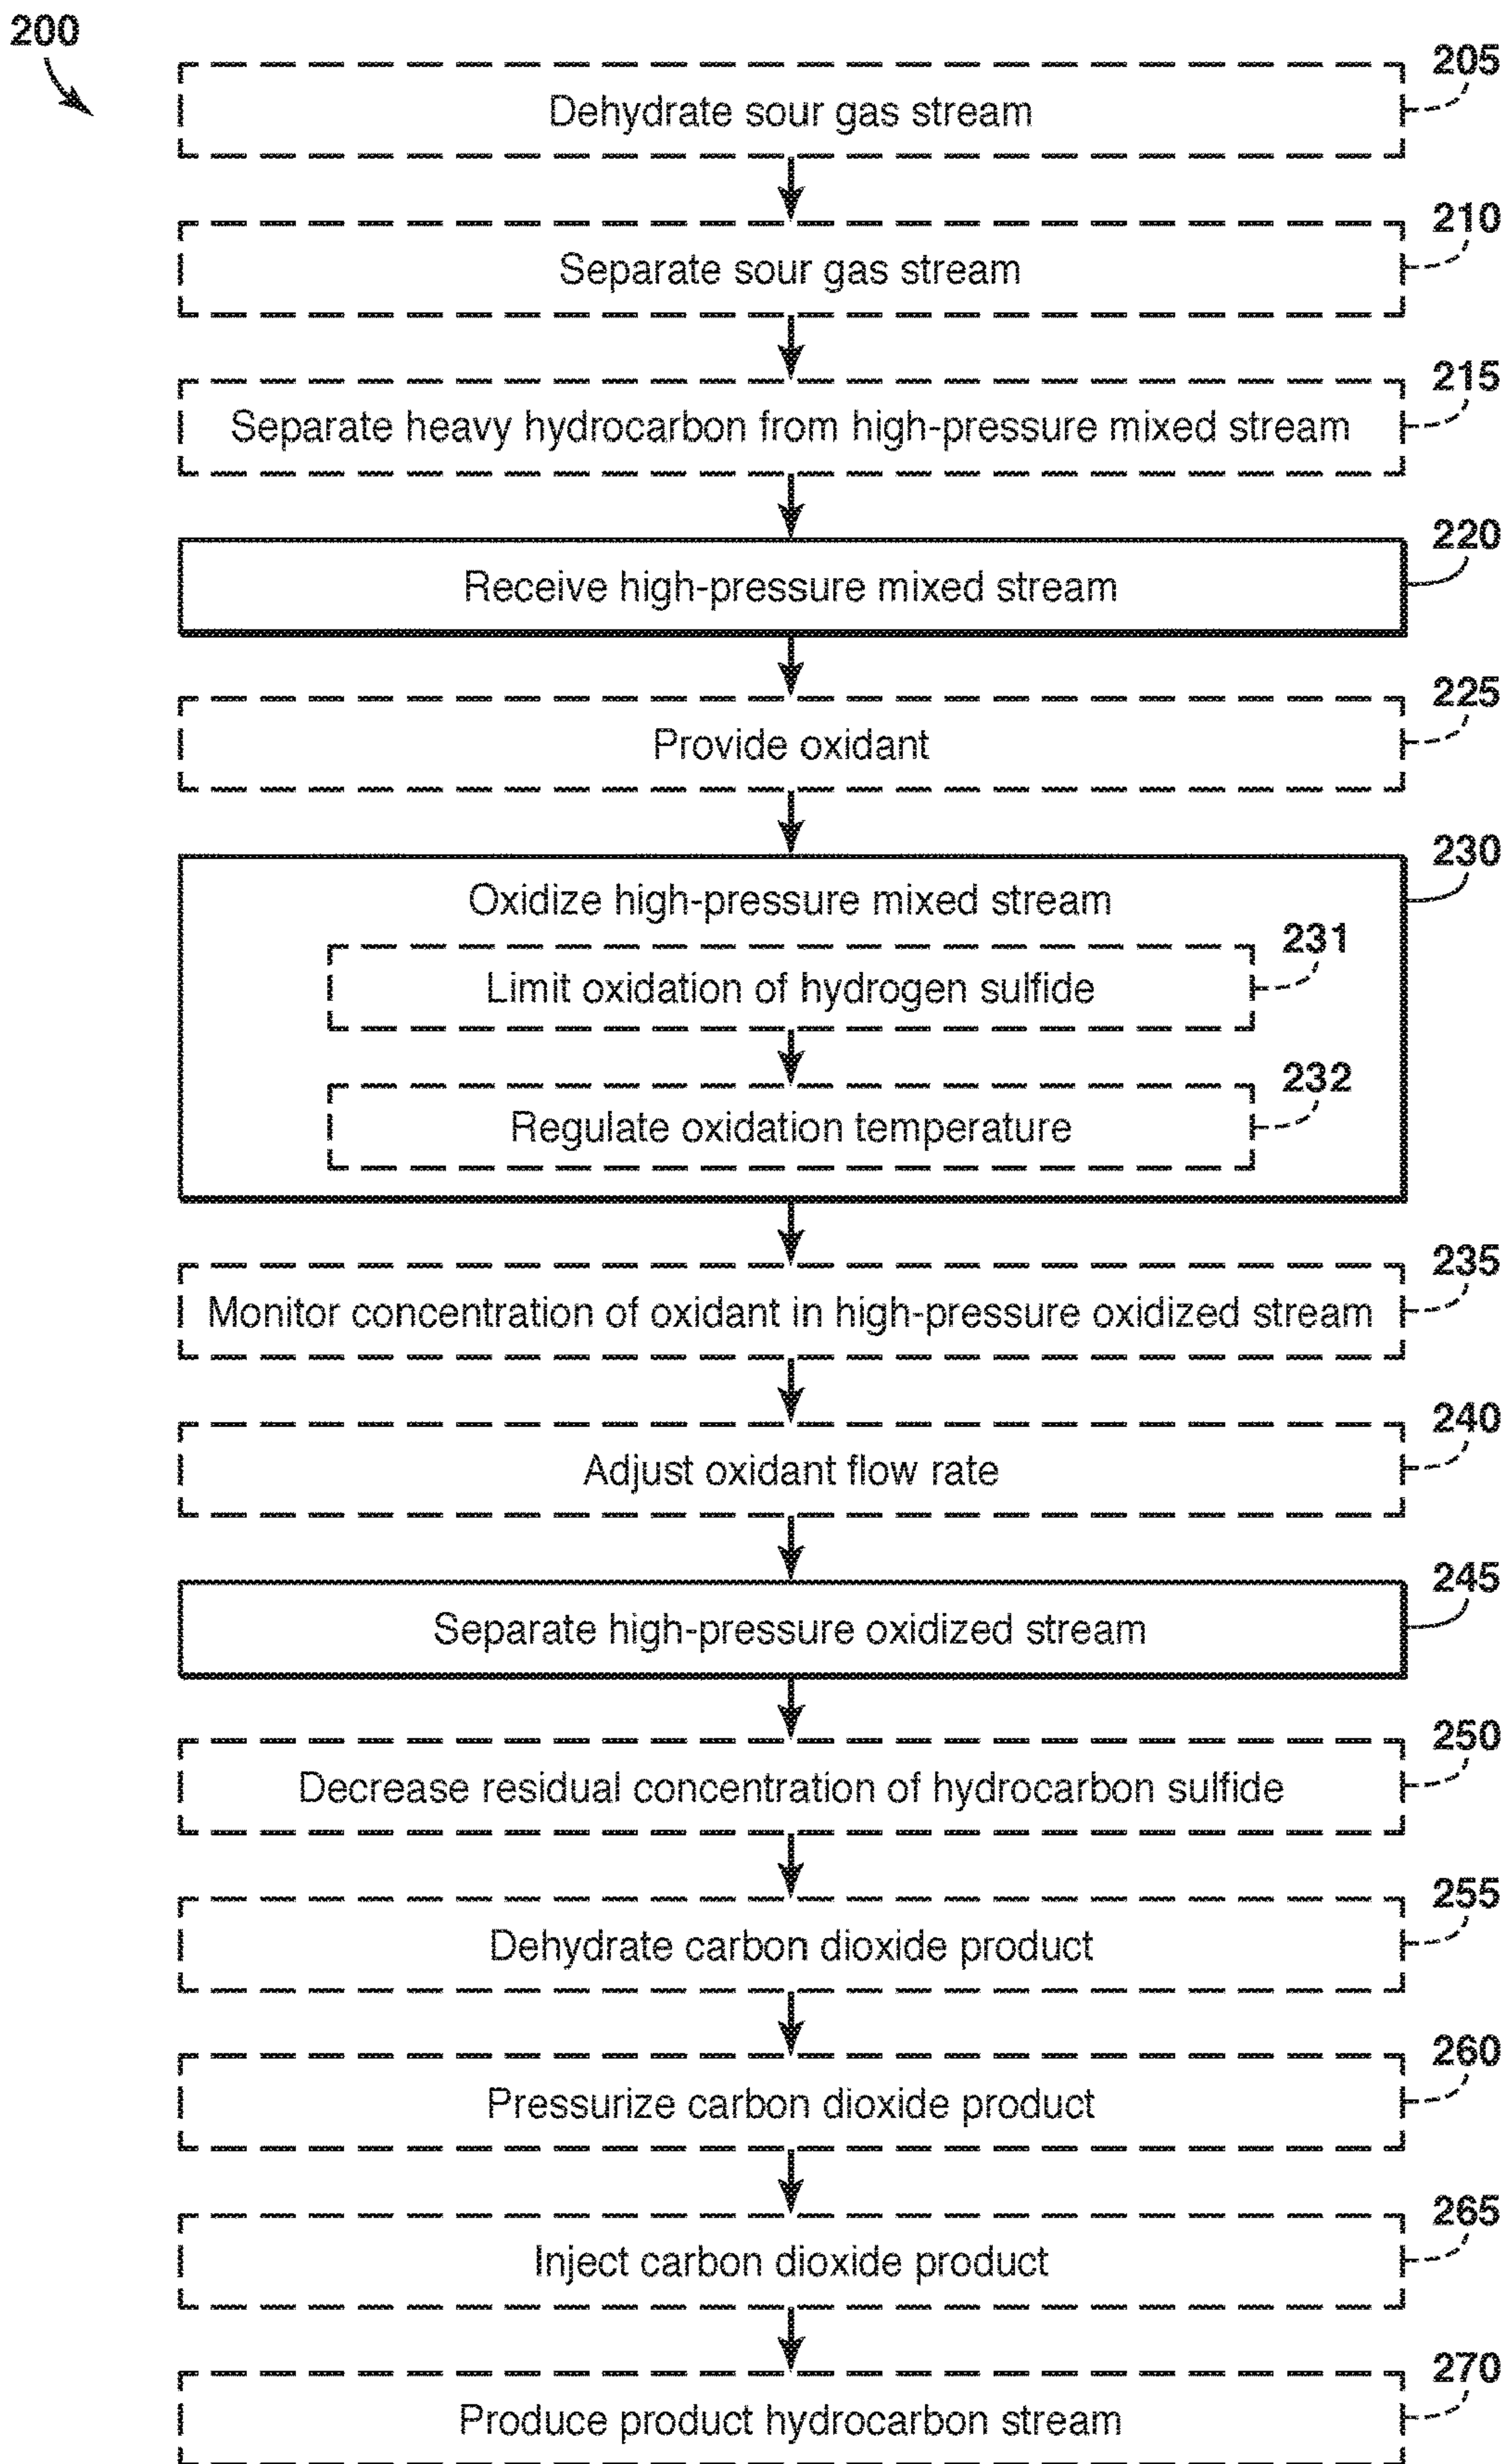 200
205
Dehydrate sour gas stream
210
Separate sour gas stream
215
Separate heavy hydrocarbon from high-pressure mixed stream
220
Receive high-pressure mixed stream
225
Provide oxidant
230
Oxidize high-pressure mixed stream
231
Limit oxidation of hydrogen sulfide
232
Regulate oxidation temperature
235
Monitor concentration of oxidant in high-pressure oxidized stream
240
Adjust oxidant flow rate
245
Separate high-pressure oxidized stream
250
Decrease residual concentration of hydrocarbon sulfide
255
Dehydrate carbon dioxide product
260
Pressurize carbon dioxide product
265
Inject carbon dioxide product
270
Produce product hydrocarbon stream